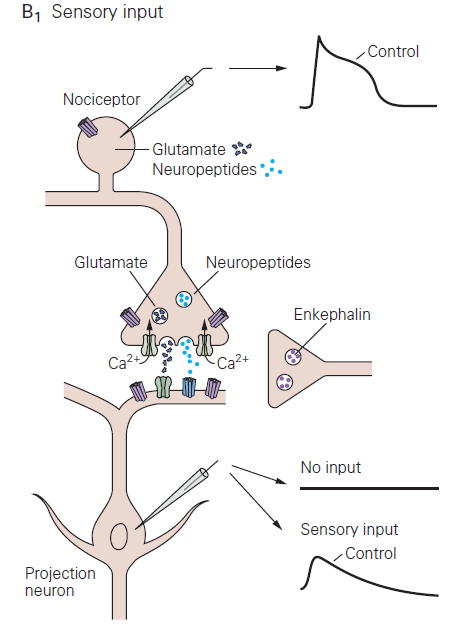 B1 Sensory input
Control
Nociceptor
Glutamate
Neuropeptides
Glutamate
Neuropeptides
Enkephalin
Ca2+
Ca2+
No input
Sensory input
Control
Projection
neuron